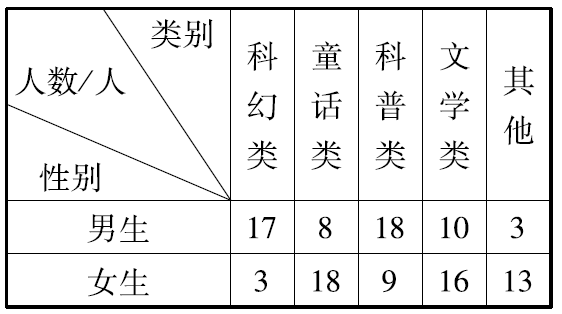 类别
人数/人
性别
科幻类
童话类
科普类
文学类
其他
男生 17 8 18 10 3
女生 3 18 9 16 13